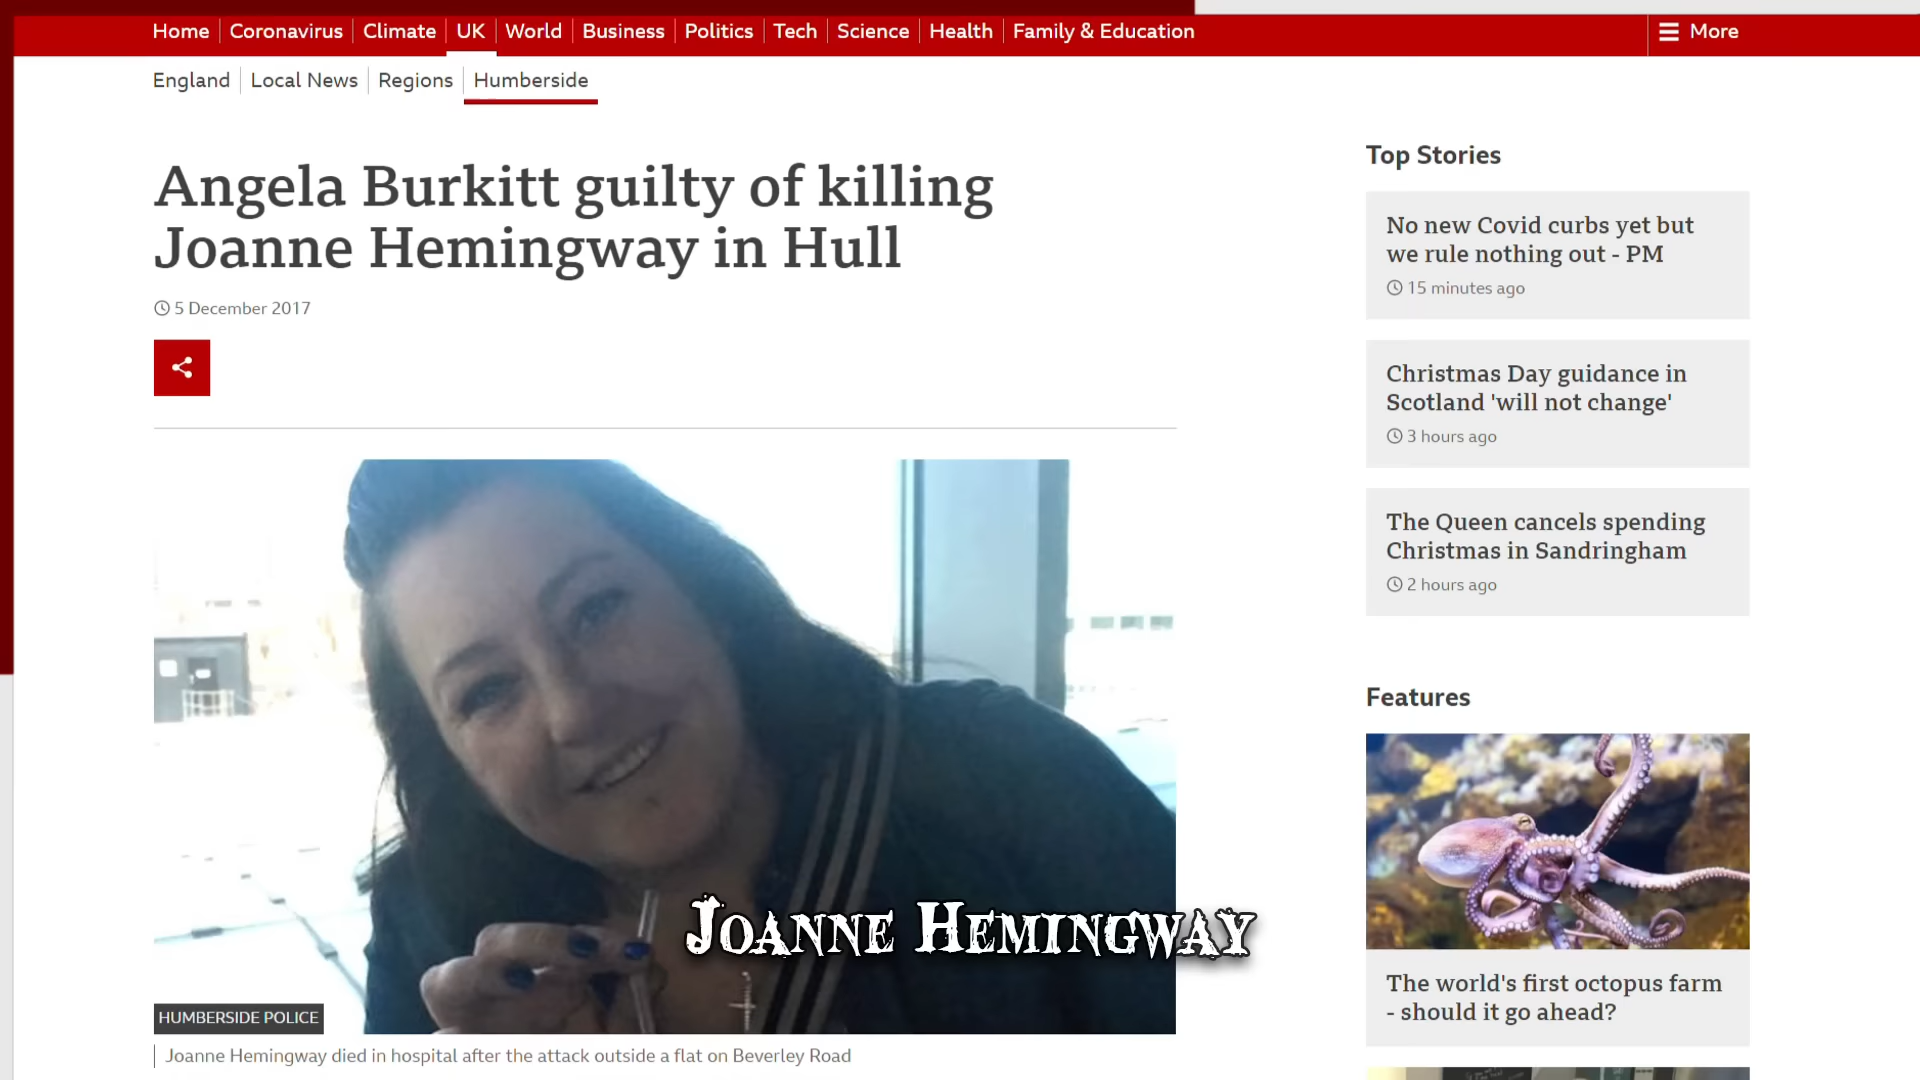 Home
Coronavirus
Climate
UK
World
Business
Politics
Tech
Science
Health
Family & Education
More
England
Local News
Regions
Humberside
Angela Burkitt guilty of killing
Joanne Hemingway in Hull
5 December 2017
JOANNE HEMINGWAY
HUMBERSIDE POLICE
Joanne Hemingway died in hospital after the attack outside a flat on Beverley Road
Top Stories
No new Covid curbs yet but
we rule nothing out - PM
15 minutes ago
Christmas Day guidance in
Scotland 'will not change'
3 hours ago
The Queen cancels spending
Christmas in Sandringham
2 hours ago
Features
The world's first octopus farm
- should it go ahead?